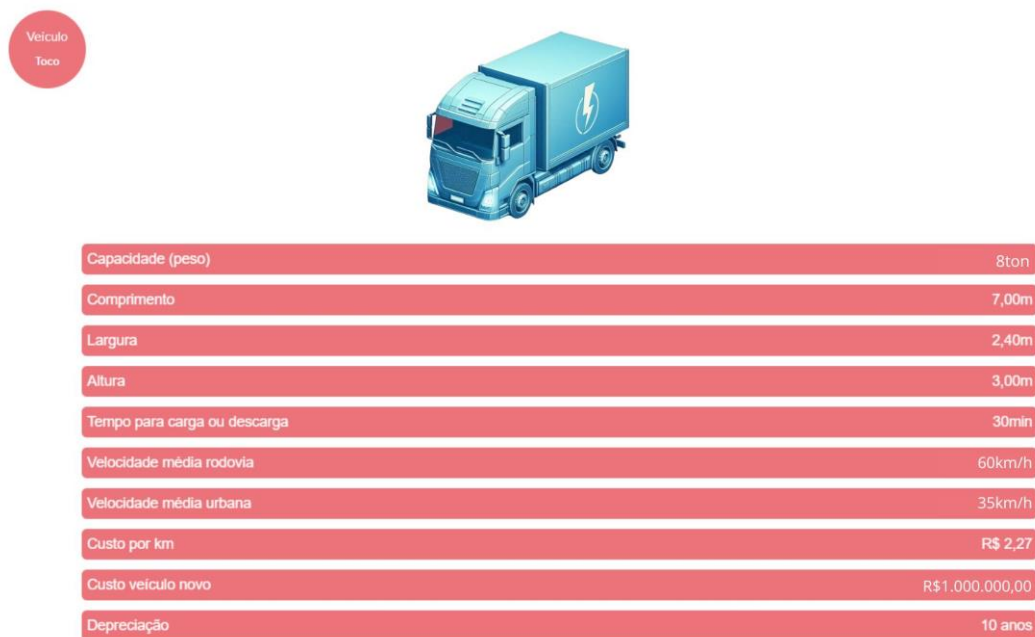 Veículo
Toco
Capacidade (peso) 8ton
Comprimento 7,00m
Largura 2,40m
Altura 3,00m
Tempo para carga ou descarga 30min
Velocidade média rodovia 60km/h
Velocidade média urbana 35km/h
Custo por km R$ 2,27
Custo veículo novo R$1.000.000,00
Depreciação 10 anos